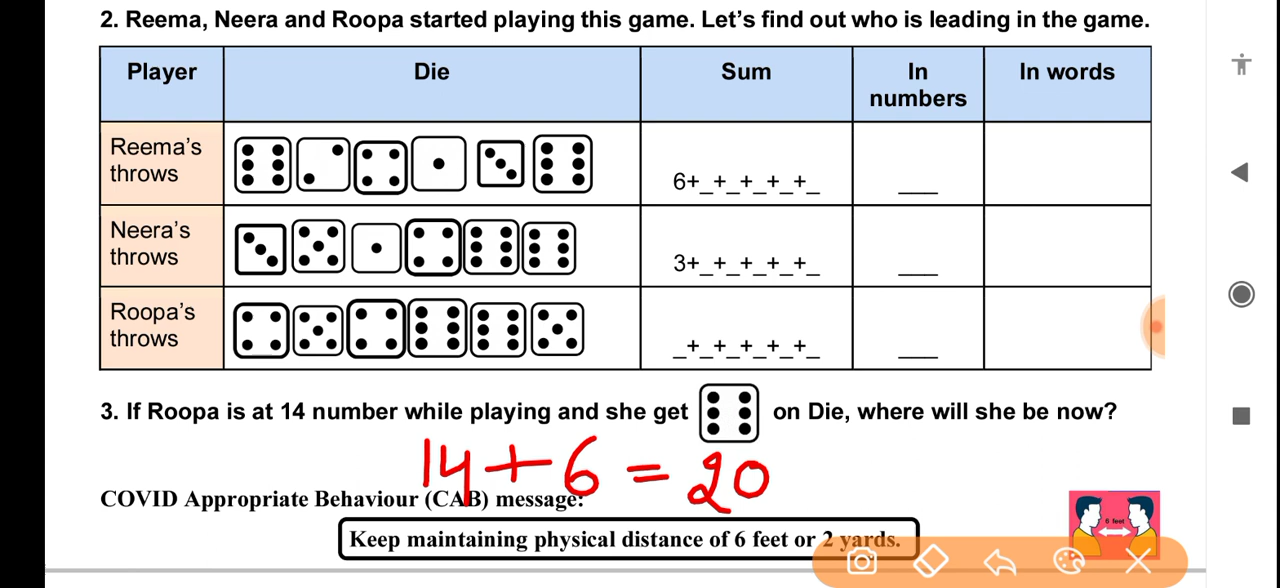 2. Reema, Neera and Roopa started playing this game. Let's find out who is leading in the game.
Player Die Sum In numbers In words
Reema's throws 6+_+_+_+_+_ ___
Neera's throws 3+_+_+_+_+_ ___
Roopa's throws _+_+_+_+_+_ ___
3. If Roopa is at 14 number while playing and she get on Die, where will she be now?
14+6=20
COVID Appropriate Behaviour (CAB) message:
6 feet
Keep maintaining physical distance of 6 feet or 2 yards.